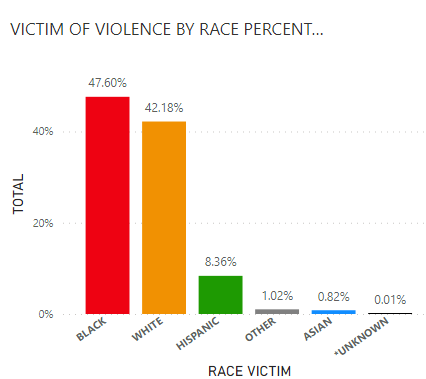 VICTIM OF VIOLENCE BY RACE PERCENT...
47.60%
42.18%
8.36%
1.02%
0.82%
0.01%
40%
20%
0%
TOTAL
BLACK
WHITE
HISPANIC
OTHER
ASIAN
*UNKNOWN
RACE VICTIM